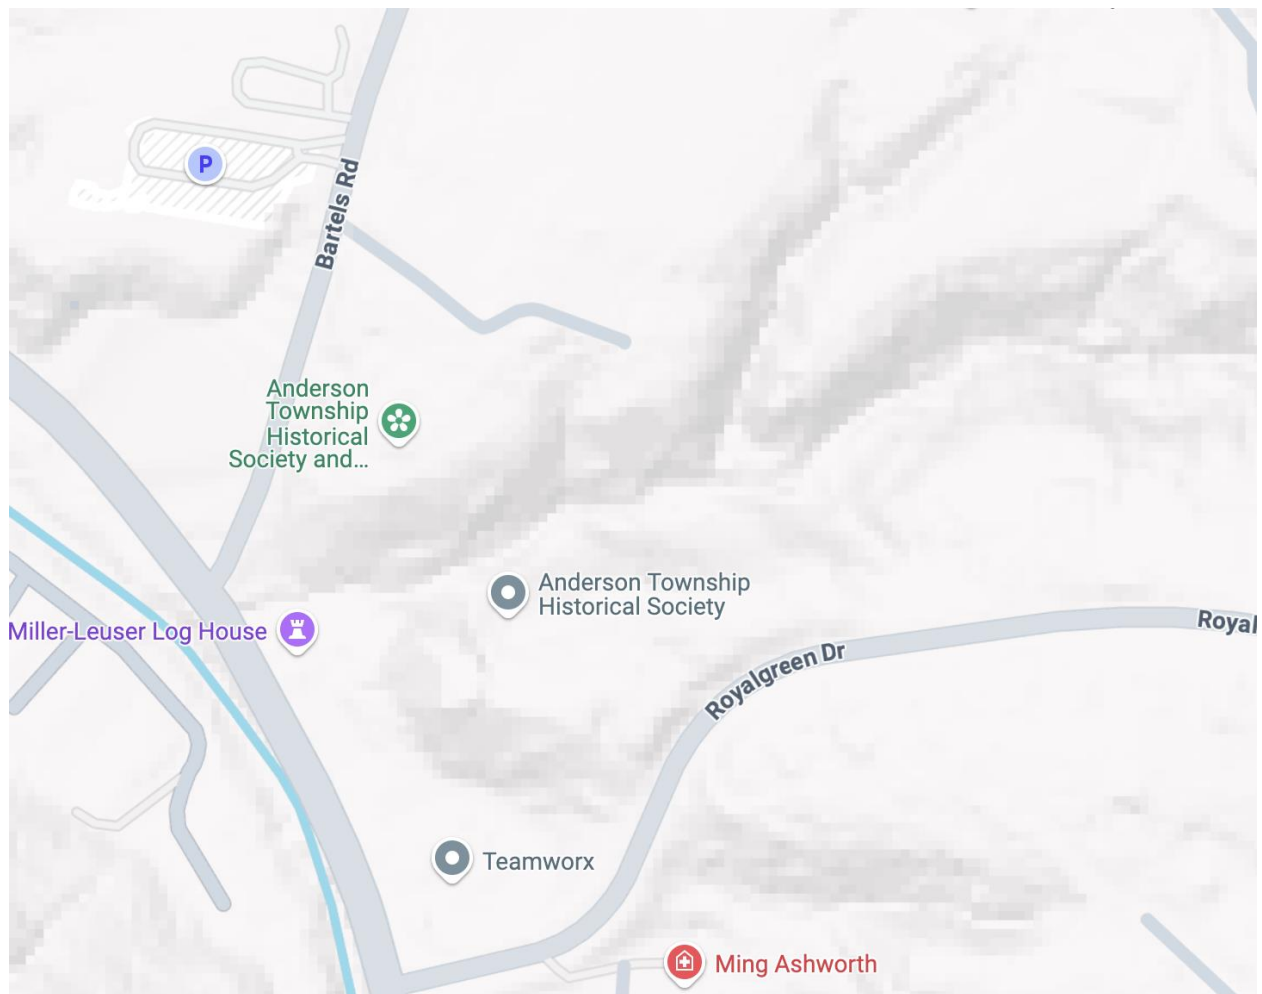 P
Bartels Rd
Anderson
Township
Historical
Society and...
Anderson Township
Historical Society
Miller-Leuser Log House
Royal
Royalgreen Dr
Teamworx
Ming Ashworth